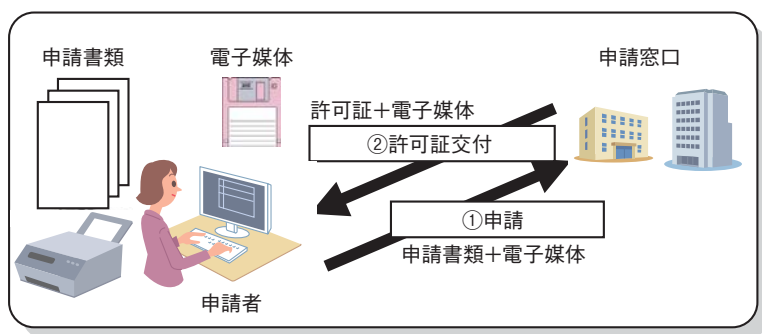 申請書類
電子媒体
申請窓口
許可証＋電子媒体
②許可証交付
①申請
申請書類＋電子媒体
申請者